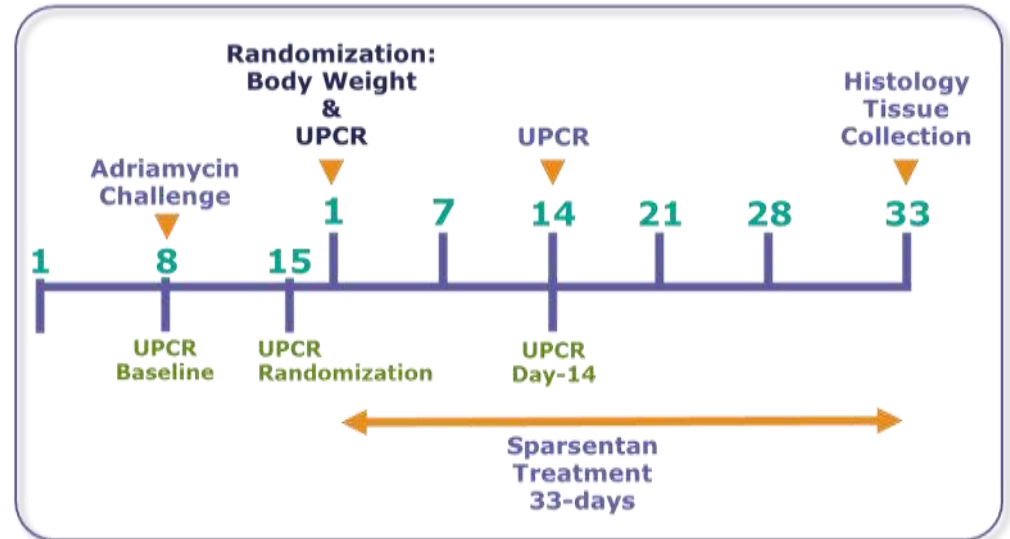 Randomization:
Body Weight
&
UPCR
Histology
Tissue
Collection
UPCR
Adriamycin
Challenge
1 7 14 21 28 33
1 8 15
UPCR
Baseline
UPCR
Randomization
UPCR
Day-14
Sparsentan
Treatment
33-days